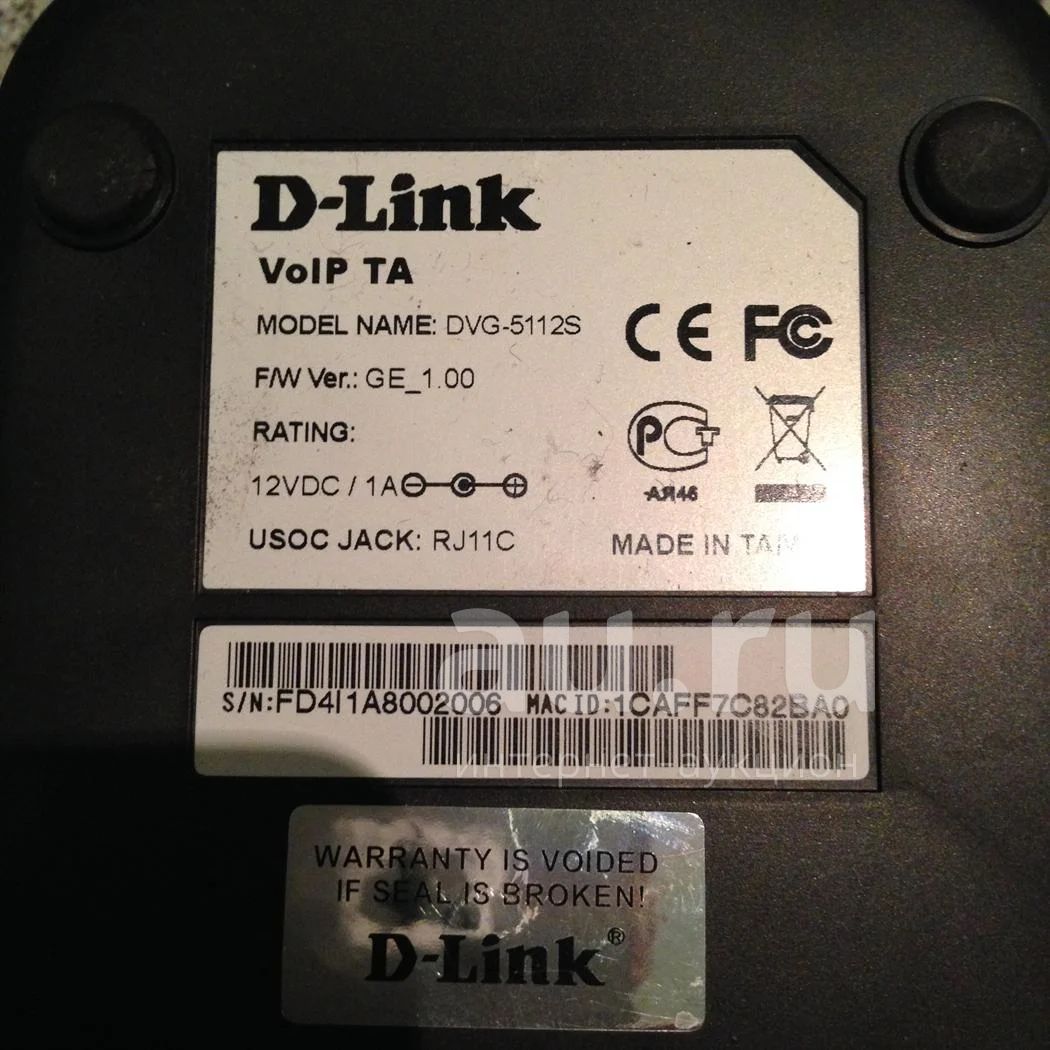 D-Link
VoIP TA
MODEL NAME: DVG-5112S
F/W Ver.: GE_1.00
RATING:
12VDC / 1A
USOC JACK: RJ11C
CE FC
PCT
АЯ46
MADE IN
au.ru
S/N:FD4I1A8002006 MAC ID:1CAFF7C82BA0
интернет-аукцион
WARRANTY IS VOIDED
IF SEAL IS BROKEN!
D-Link®